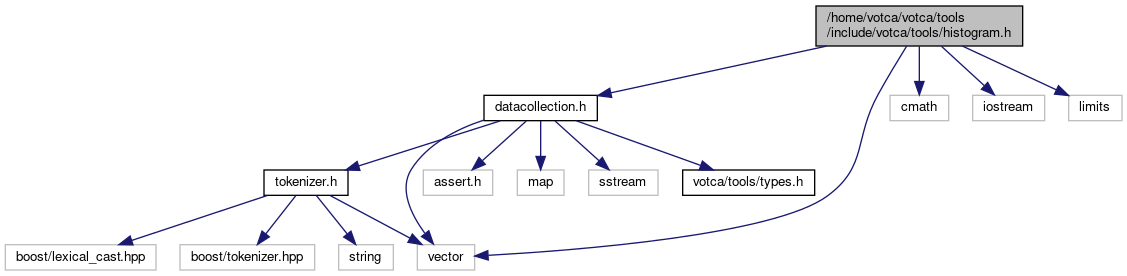 /home/votca/votca/tools
/include/votca/tools/histogram.h
datacollection.h
cmath
iostream
limits
tokenizer.h
assert.h
map
sstream
votca/tools/types.h
boost/lexical_cast.hpp
boost/tokenizer.hpp
string
vector